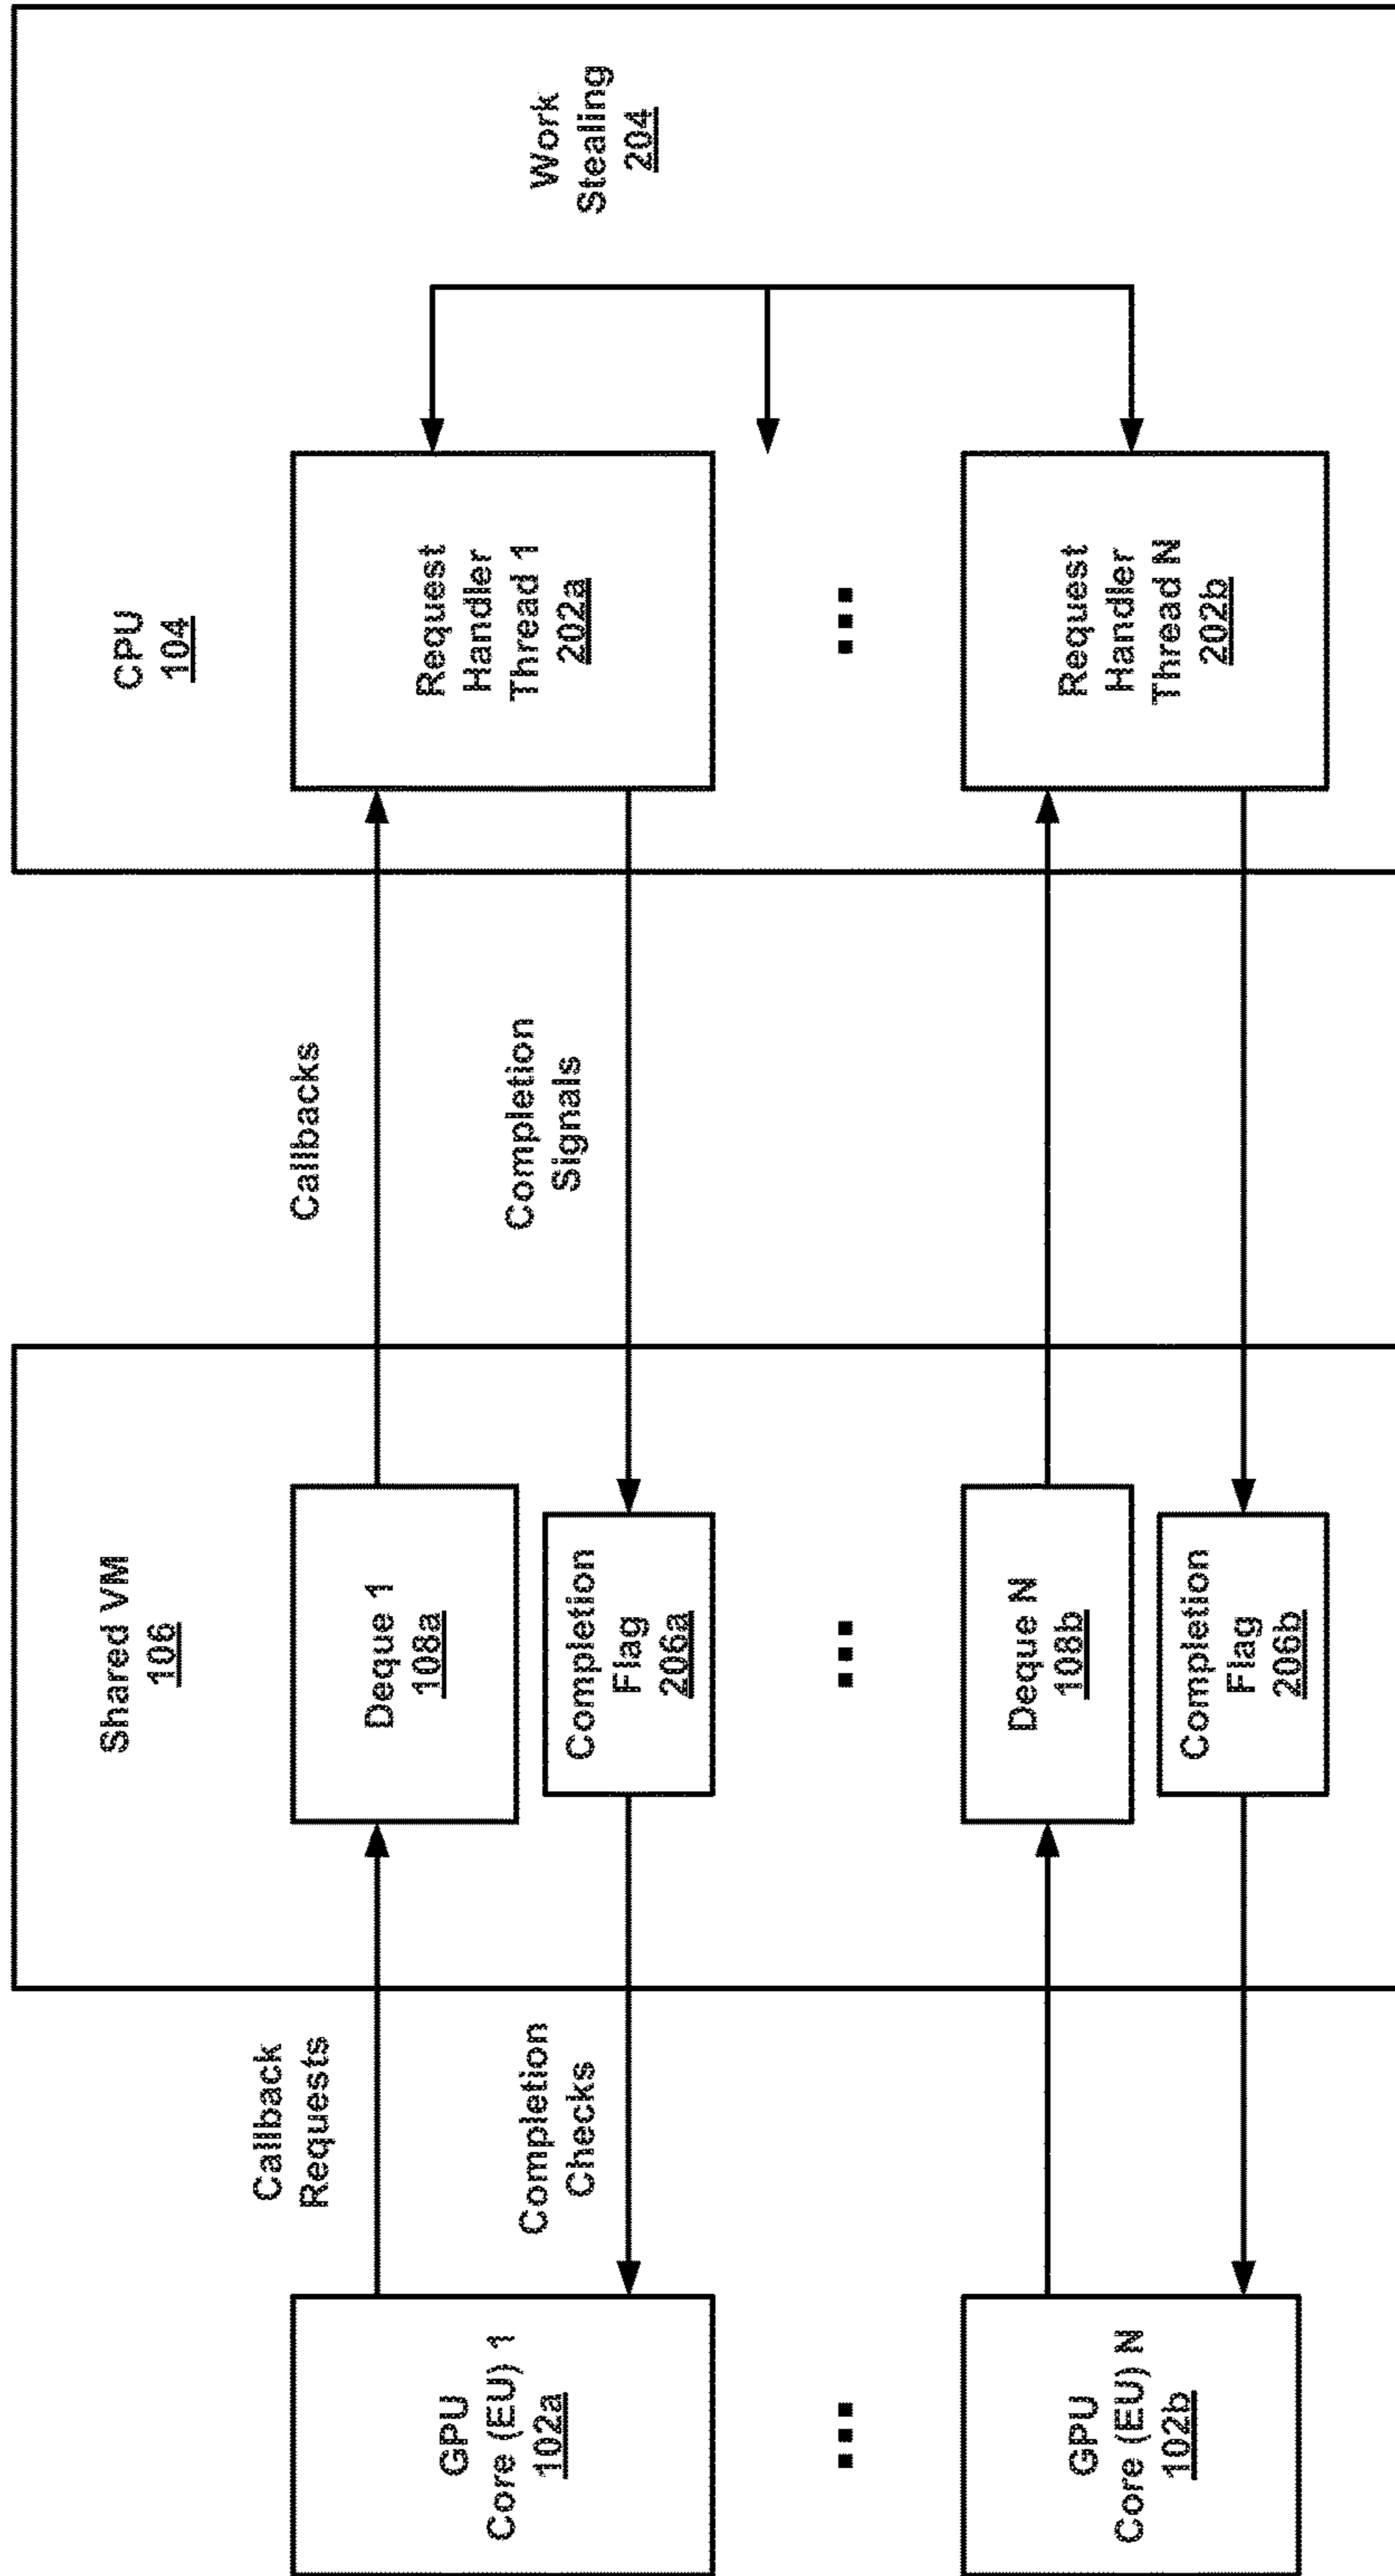 Shared VM
106
CPU
104
Callback
Requests
Callbacks
GPU
Core (EU) 1
102a
Deque 1
108a
Request
Handler
Thread 1
202a
Work
Stealing
204
Completion
Checks
Completion
Flag
206a
Completion
Signals
GPU
Core (EU) N
102b
Deque N
108b
Request
Handler
Thread N
202b
Completion
Flag
206b